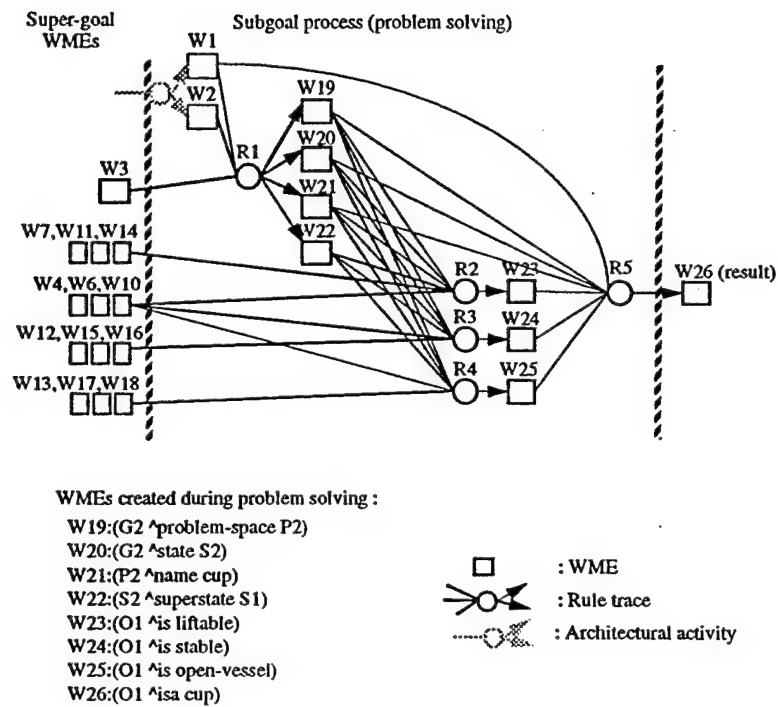 Super-goal
WMEs
Subgoal process (problem solving)
W1
W2
W19
W20
W3
R1
W21
W22
W7,W11,W14
R2
W23
R5
W26 (result)
W4,W6,W10
R3
W24
W12,W15,W16
R4
W25
W13,W17,W18
WMEs created during problem solving :
W19:(G2 ^problem-space P2)
W20:(G2 ^state S2)
W21:(P2 ^name cup)
W22:(S2 ^superstate S1)
W23:(O1 ^is liftable)
W24:(O1 ^is stable)
W25:(O1 ^is open-vessel)
W26:(O1 ^isa cup)
: WME
: Rule trace
: Architectural activity